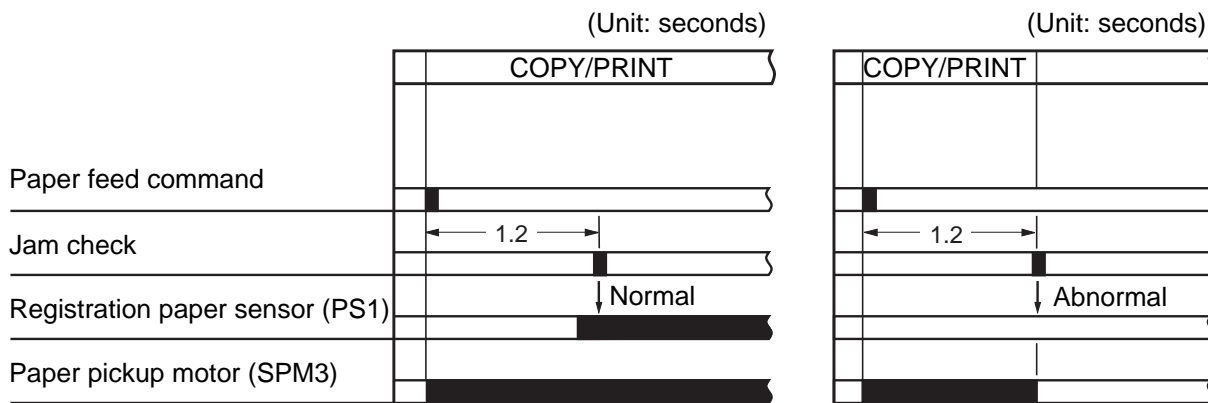 (Unit: seconds) (Unit: seconds)
COPY/PRINT COPY/PRINT
Paper feed command
1.2 1.2
Jam check
Normal Abnormal
Registration paper sensor (PS1)
Paper pickup motor (SPM3)